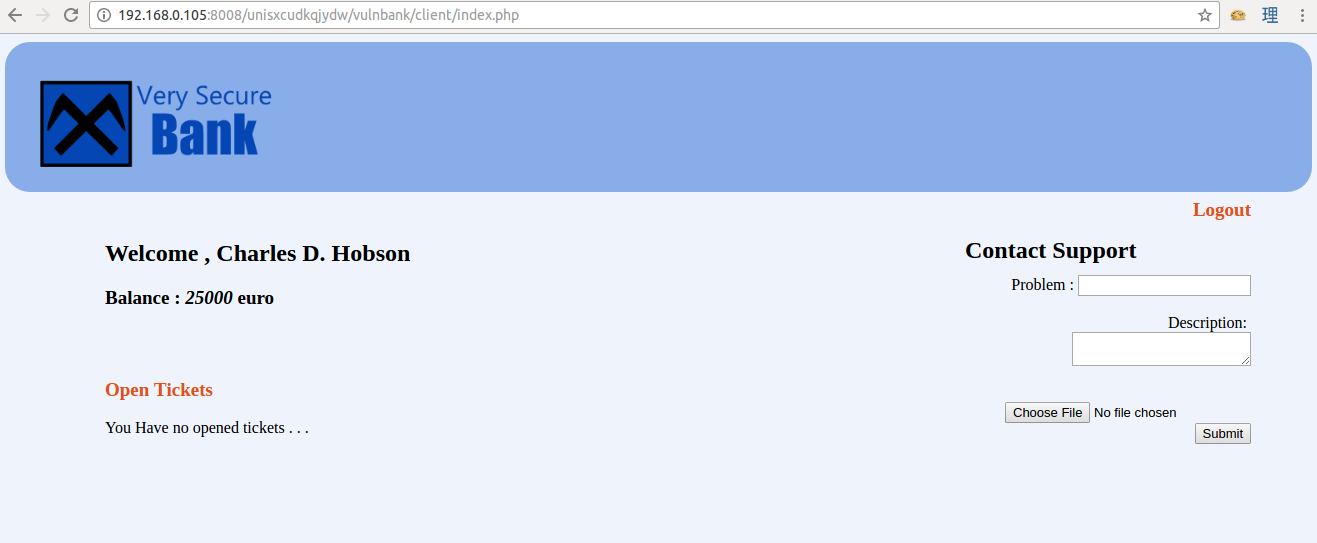 192.168.0.105:8008/unisxcudkqjydw/vulnbank/client/index.php
理
Very Secure
Bank
Logout
Welcome , Charles D. Hobson
Balance : 25000 euro
Open Tickets
You Have no opened tickets . . .
Contact Support
Problem :
Description:
Choose File No file chosen
Submit